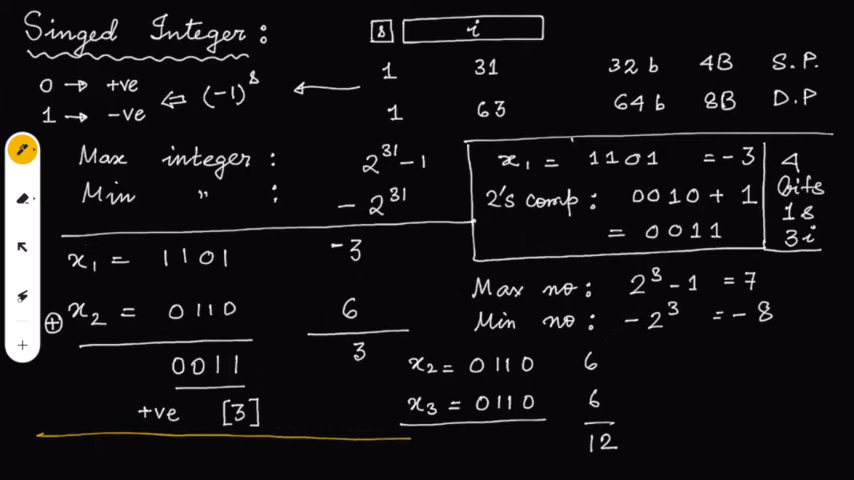 Singed Integer :
s i
0 → +ve
1 → -ve ⇐ (-1)^s ←
1 31 32 b 4B S.P.
1 63 64 b 8B D.P
Max integer : 2^31 - 1
Min " : - 2^31
x₁ = 1101 = -3
2's comp : 0010 + 1
= 0011
4
bits
1s
3i
x₁ = 1101 -3
⊕ x₂ = 0110 6
0011 3
+ve [3]
Max no : 2^3 - 1 = 7
Min no : - 2^3 = - 8
x₂ = 0110 6
x₃ = 0110 6
12